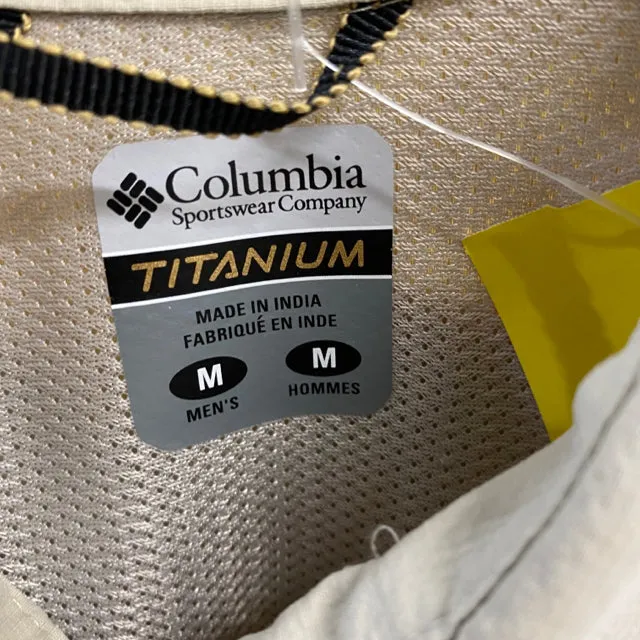 Columbia
Sportswear Company
TITANIUM
MADE IN INDIA
FABRIQUÉ EN INDE
M M
MEN'S HOMMES